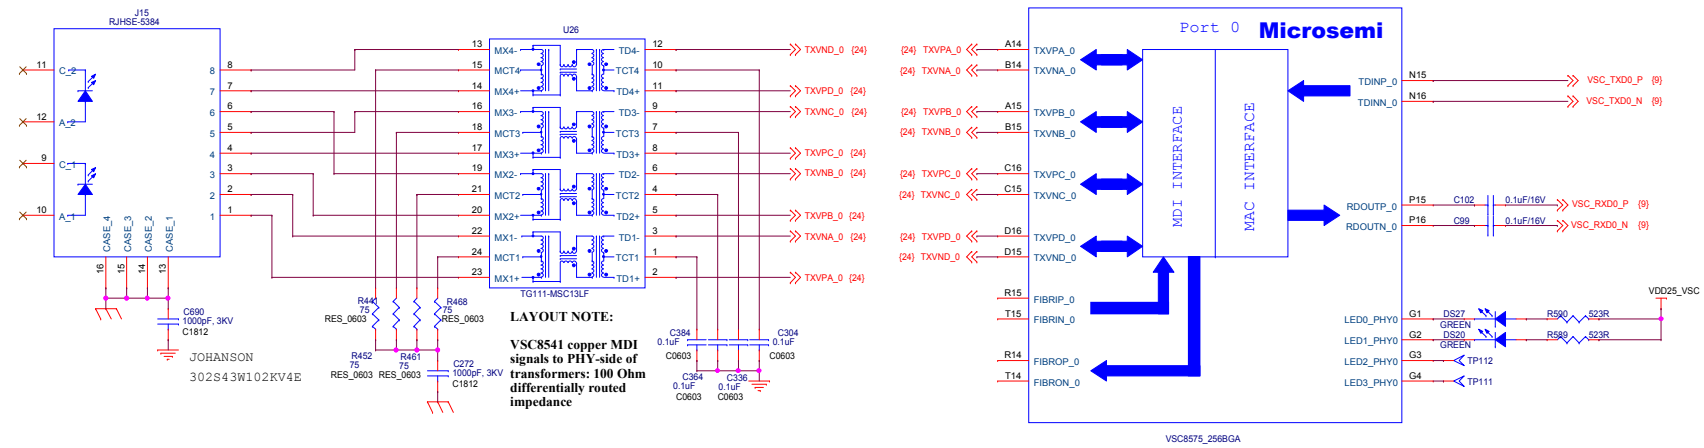 J15
RJHSE-5384
11 C_2
12 A_2
9 C_1
10 A_1
8 8
7 7
6 6
5 5
4 4
3 3
2 2
1 1
CASE_4
CASE_3
CASE_2
CASE_1
16
15
14
13
C690
1000pF, 3KV
C1812
JOHANSON
302S43W102KV4E
U26
13 MX4- TD4- 12 TXVND_0 {24}
15 MCT4 TCT4 10
14 MX4+ TD4+ 11 TXVPD_0 {24}
16 MX3- TD3- 9 TXVNC_0 {24}
18 MCT3 TCT3 7
17 MX3+ TD3+ 8 TXVPC_0 {24}
19 MX2- TD2- 6 TXVNB_0 {24}
21 MCT2 TCT2 4
20 MX2+ TD2+ 5 TXVPB_0 {24}
22 MX1- TD1- 3 TXVNA_0 {24}
24 MCT1 TCT1 1
23 MX1+ TD1+ 2 TXVPA_0 {24}
TG111-MSC13LF
R441
75
RES_0603
R468
75
RES_0603
R452
75
RES_0603
R461
75
RES_0603
C272
1000pF, 3KV
C1812
LAYOUT NOTE:
VSC8541 copper MDI
signals to PHY-side of
transformers: 100 Ohm
differentially routed
impedance
C384
0.1uF
C0603
C304
0.1uF
C0603
C364
0.1uF
C0603
C336
0.1uF
C0603
Port 0 Microsemi
{24} TXVPA_0 A14 TXVPA_0
{24} TXVNA_0 B14 TXVNA_0
{24} TXVPB_0 A15 TXVPB_0
{24} TXVNB_0 B15 TXVNB_0
{24} TXVPC_0 C16 TXVPC_0
{24} TXVNC_0 C15 TXVNC_0
{24} TXVPD_0 D16 TXVPD_0
{24} TXVND_0 D15 TXVND_0
R15 FIBRIP_0
T15 FIBRIN_0
R14 FIBROP_0
T14 FIBRON_0
MDI INTERFACE
MAC INTERFACE
TDINP_0 N15 VSC_TXD0_P {9}
TDINN_0 N16 VSC_TXD0_N {9}
RDOUTP_0 P15 C102 0.1uF/16V VSC_RXD0_P {9}
RDOUTN_0 P16 C99 0.1uF/16V VSC_RXD0_N {9}
VDD25_VSC
LED0_PHY0 G1 DS27 R590 523R
GREEN
LED1_PHY0 G2 DS20 R589 523R
GREEN
LED2_PHY0 G3 TP112
LED3_PHY0 G4 TP111
VSC8575_256BGA